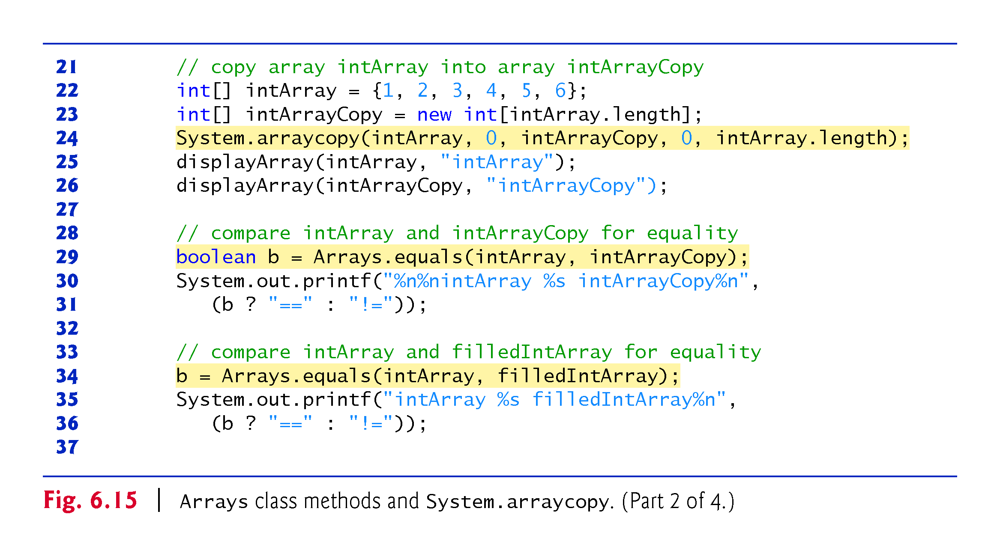 21 // copy array intArray into array intArrayCopy
22 int[] intArray = {1, 2, 3, 4, 5, 6};
23 int[] intArrayCopy = new int[intArray.length];
24 System.arraycopy(intArray, 0, intArrayCopy, 0, intArray.length);
25 displayArray(intArray, "intArray");
26 displayArray(intArrayCopy, "intArrayCopy");
27
28 // compare intArray and intArrayCopy for equality
29 boolean b = Arrays.equals(intArray, intArrayCopy);
30 System.out.printf("%n%nintArray %s intArrayCopy%n",
31 (b ? "==" : "!="));
32
33 // compare intArray and filledIntArray for equality
34 b = Arrays.equals(intArray, filledIntArray);
35 System.out.printf("intArray %s filledIntArray%n",
36 (b ? "==" : "!="));
37
Fig. 6.15 | Arrays class methods and System.arraycopy. (Part 2 of 4.)